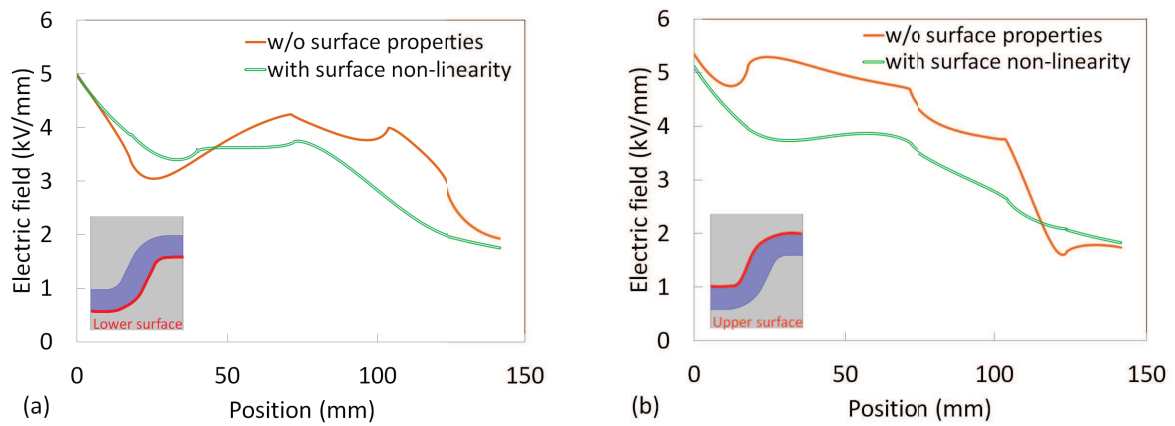 6
5
4
3
2
1
0
Electric field (kV/mm)
w/o surface properties
with surface non-linearity
Lower surface
0
50
100
150
(a)
Position (mm)
6
5
4
3
2
1
0
Electric field (kV/mm)
w/o surface properties
with surface non-linearity
Upper surface
0
50
100
150
(b)
Position (mm)